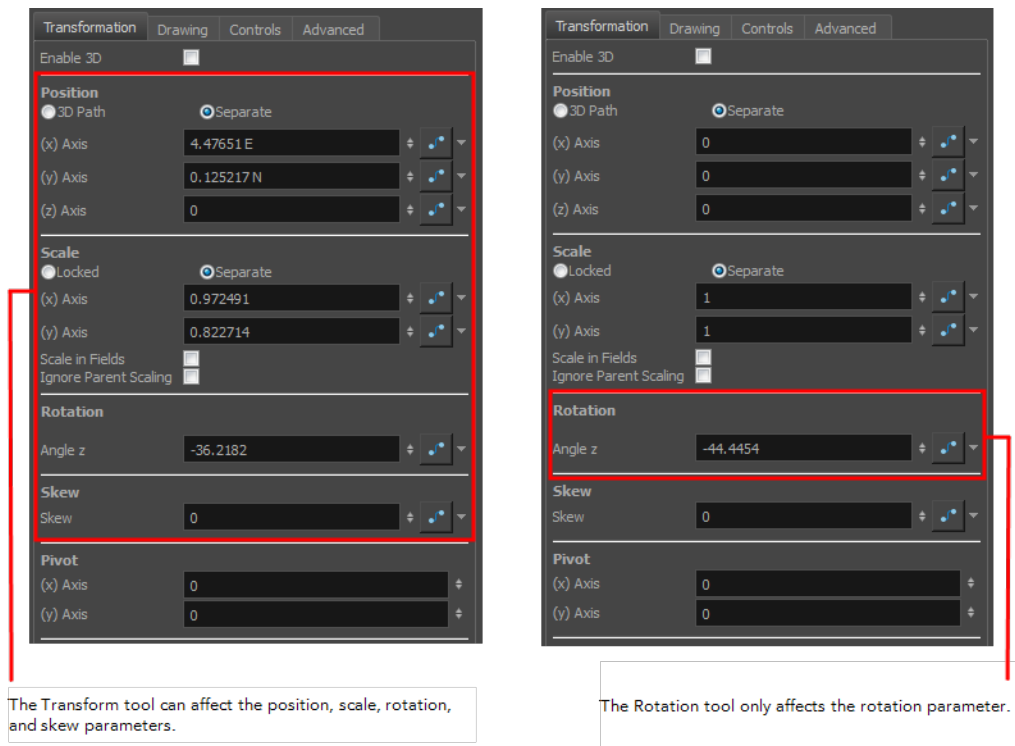 Transformation Drawing Controls Advanced
Enable 3D
Position
3D Path Separate
(x) Axis 4.47651 E
(y) Axis 0.125217 N
(z) Axis 0
Scale
Locked Separate
(x) Axis 0.972491
(y) Axis 0.822714
Scale in Fields
Ignore Parent Scaling
Rotation
Angle z -36.2182
Skew
Skew 0
Pivot
(x) Axis 0
(y) Axis 0
The Transform tool can affect the position, scale, rotation,
and skew parameters.
Transformation Drawing Controls Advanced
Enable 3D
Position
3D Path Separate
(x) Axis 0
(y) Axis 0
(z) Axis 0
Scale
Locked Separate
(x) Axis 1
(y) Axis 1
Scale in Fields
Ignore Parent Scaling
Rotation
Angle z -44.4454
Skew
Skew 0
Pivot
(x) Axis 0
(y) Axis 0
The Rotation tool only affects the rotation parameter.